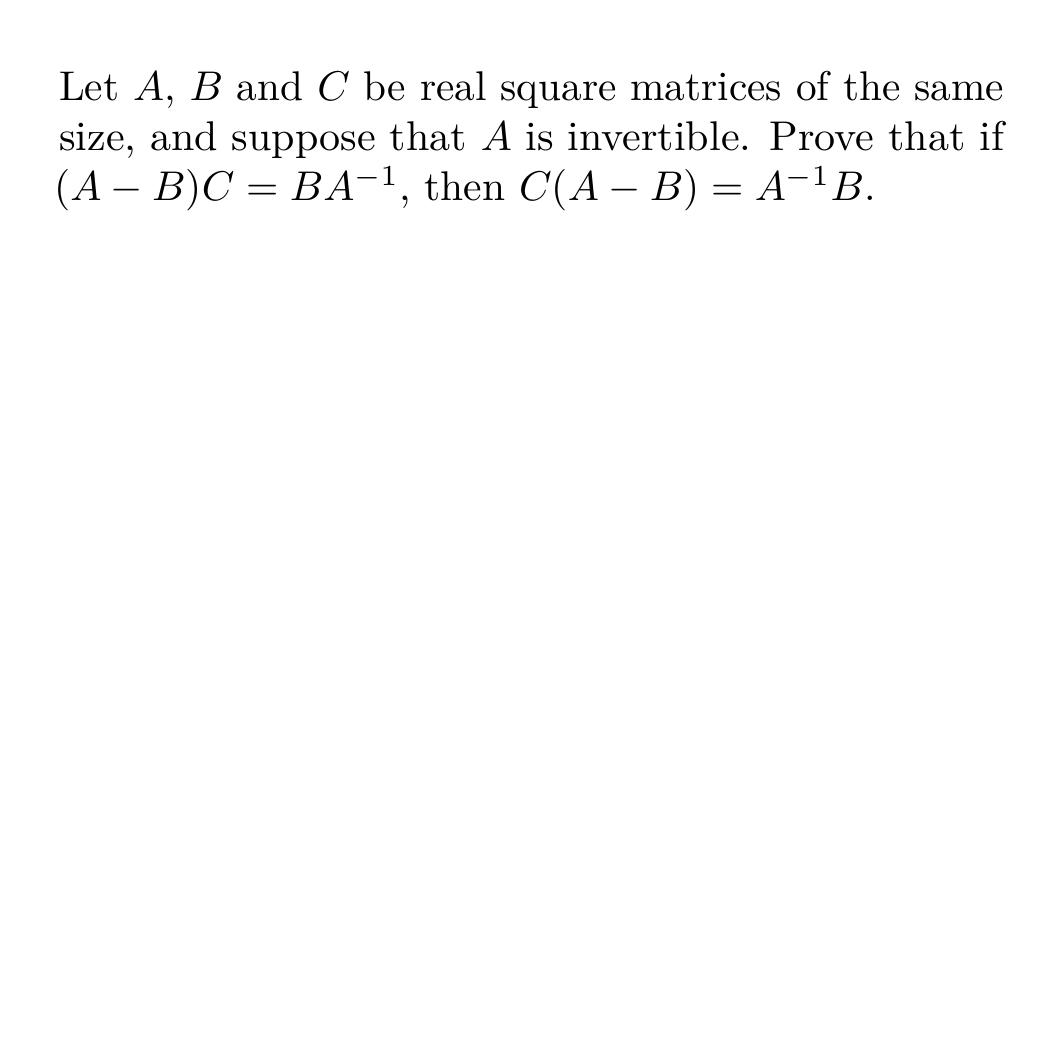 Let A, B and C be real square matrices of the same
size, and suppose that A is invertible. Prove that if
(A − B)C = BA⁻¹, then C(A − B) = A⁻¹B.